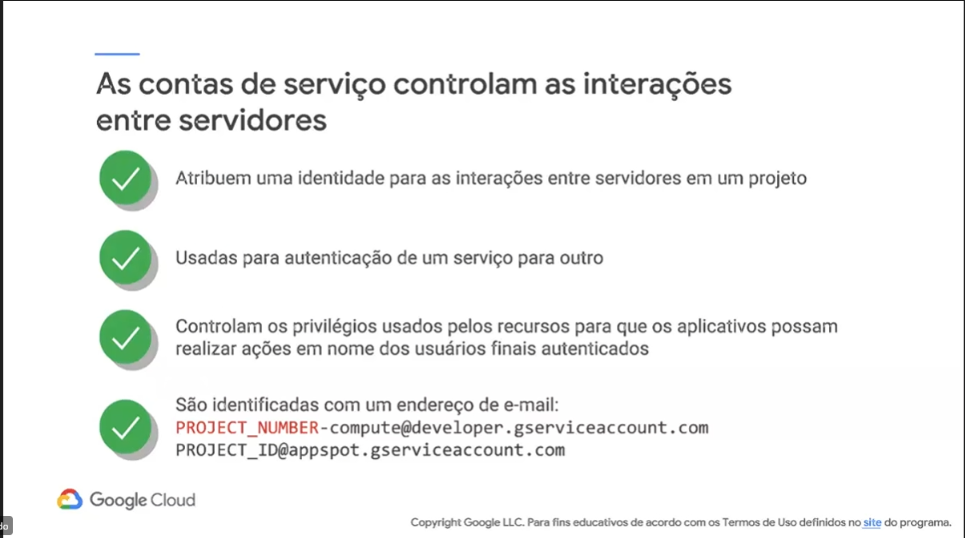 As contas de serviço controlam as interações
entre servidores
Atribuem uma identidade para as interações entre servidores em um projeto
Usadas para autenticação de um serviço para outro
Controlam os privilégios usados pelos recursos para que os aplicativos possam
realizar ações em nome dos usuários finais autenticados
São identificadas com um endereço de e-mail:
PROJECT_NUMBER-compute@developer.gserviceaccount.com
PROJECT_ID@appspot.gserviceaccount.com
Google Cloud
do
Copyright Google LLC. Para fins educativos de acordo com os Termos de Uso definidos no site do programa.